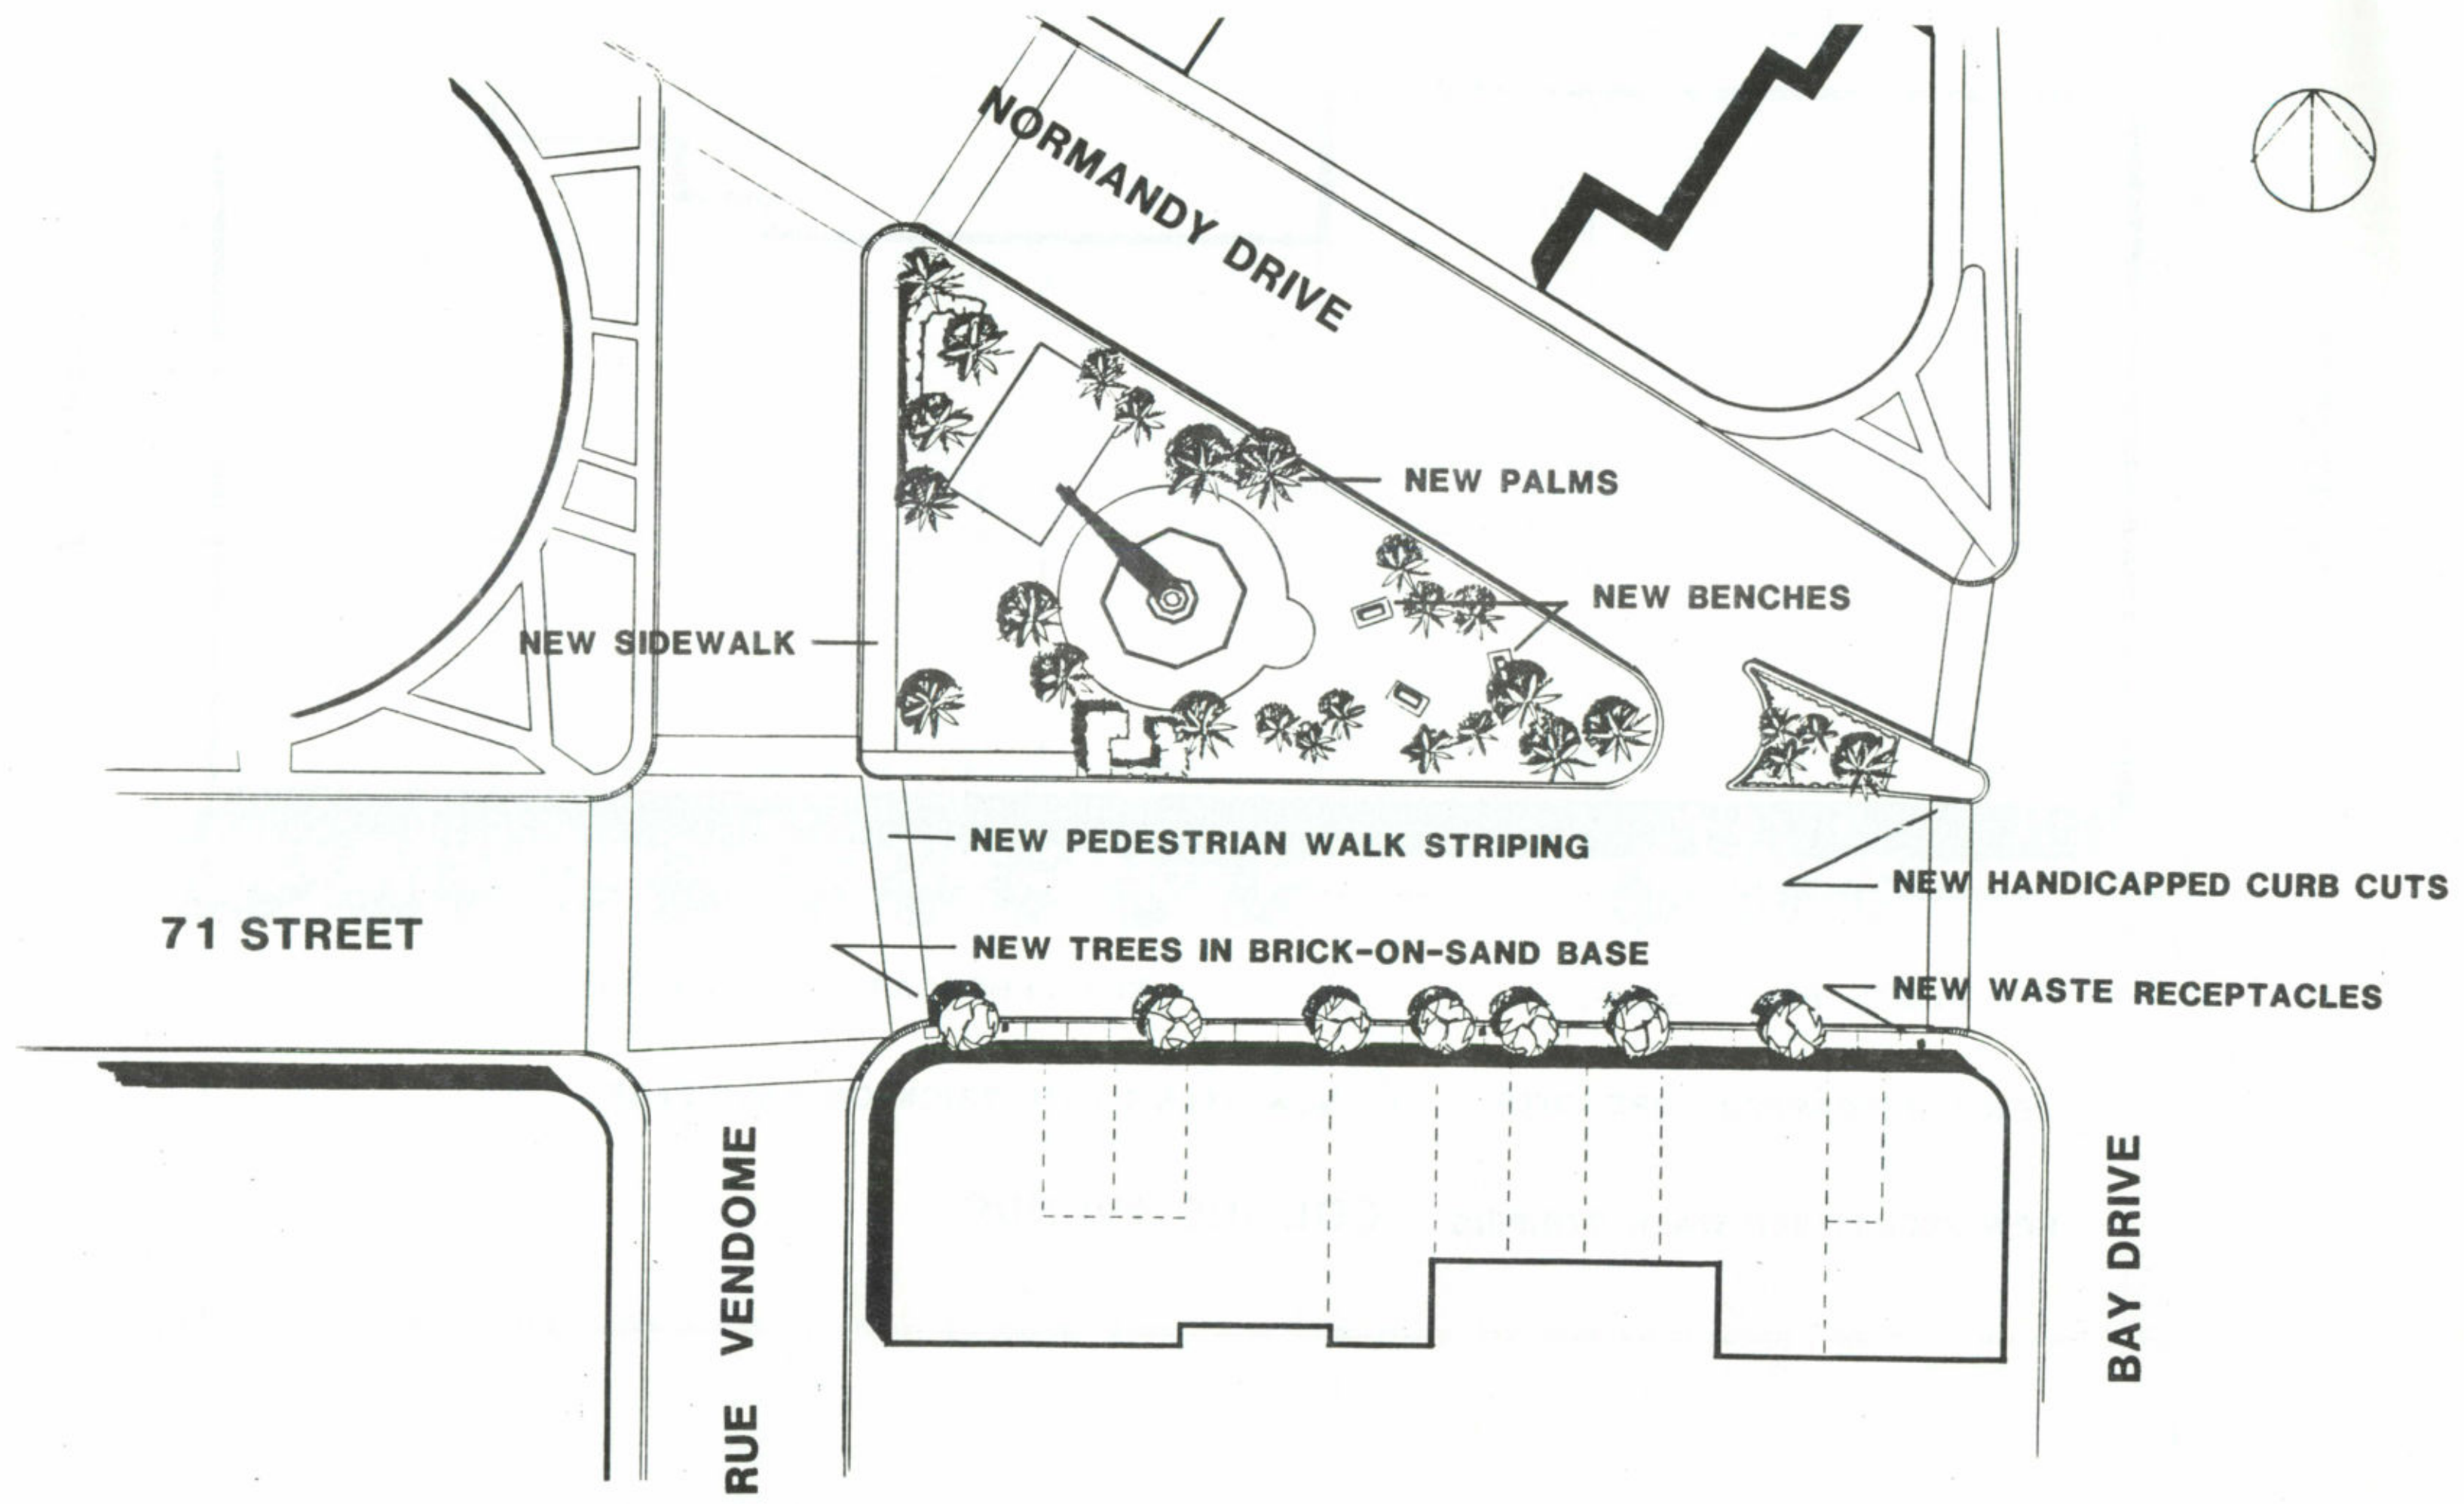 NORMANDY DRIVE
NEW PALMS
NEW BENCHES
NEW SIDEWALK
NEW PEDESTRIAN WALK STRIPING
NEW HANDICAPPED CURB CUTS
71 STREET
NEW TREES IN BRICK-ON-SAND BASE
NEW WASTE RECEPTACLES
RUE VENDOME
BAY DRIVE